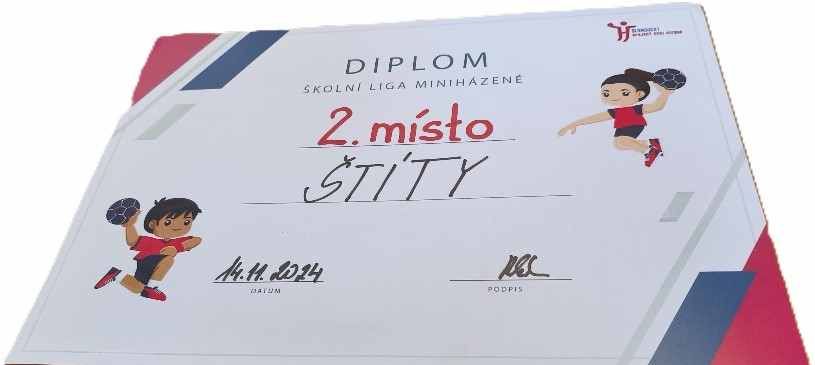 DIPLOM
ŠKOLNÍ LIGA MINIHÁZENÉ
2. místo
ŠTÍTY
14.11.2024
DATUM
PODPIS